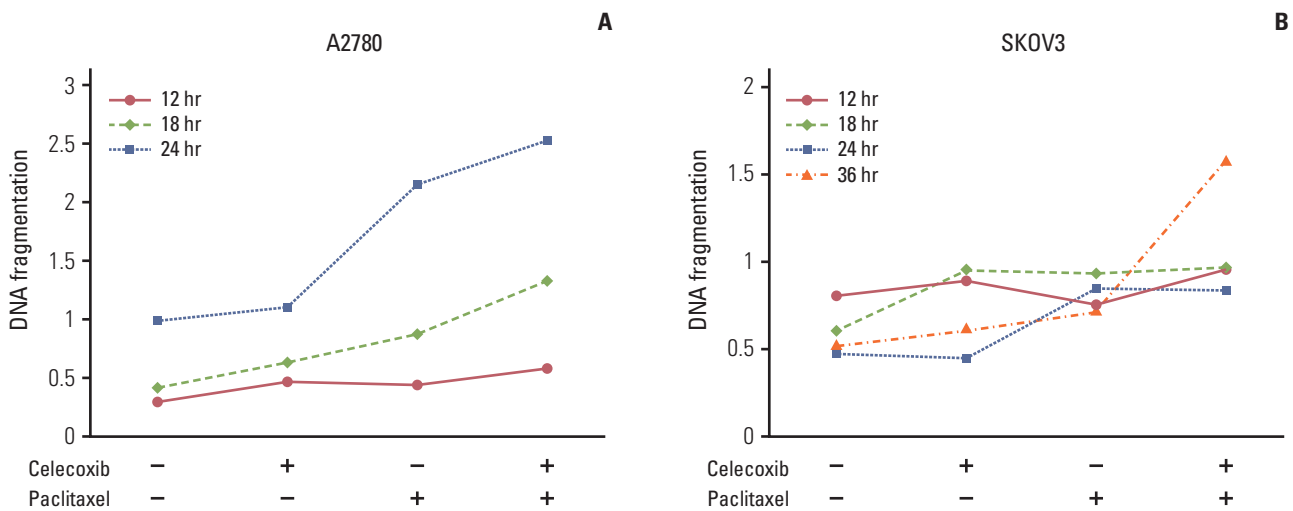 A
A2780
3
2.5
2
1.5
1
0.5
0
DNA fragmentation
12 hr
18 hr
24 hr
Celecoxib − + − +
Paclitaxel − − + +
B
SKOV3
2
1.5
1
0.5
0
DNA fragmentation
12 hr
18 hr
24 hr
36 hr
Celecoxib − + − +
Paclitaxel − − + +